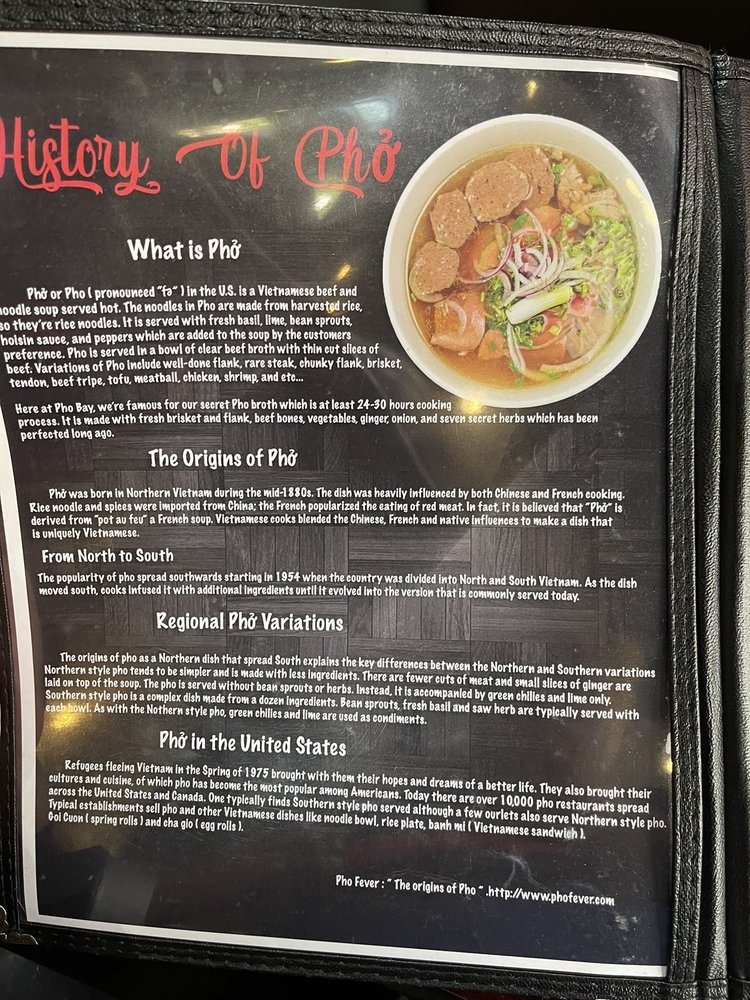 History Of Phở
What is Phở
Phở or Pho ( pronounced "fə" ) in the U.S. is a Vietnamese beef and
noodle soup served hot. The noodles in Pho are made from harvested rice,
so they're rice noodles. It is served with fresh basil, lime, bean sprouts,
hoisin sauce, and peppers which are added to the soup by the customers
preference. Pho is served in a bowl of clear beef broth with thin cut slices of
beef. Variations of Pho include well-done flank, rare steak, chunky flank, brisket,
tendon, beef tripe, tofu, meatball, chicken, shrimp, and etc...
Here at Pho Bay, we're famous for our secret Pho broth which is at least 24-30 hours cooking
process. It is made with fresh brisket and flank, beef bones, vegetables, ginger, onion, and seven secret herbs which has been
perfected long ago.
The Origins of Phở
Phở was born in Northern Vietnam during the mid-1880s. The dish was heavily influenced by both Chinese and French cooking.
Rice noodle and spices were imported from China; the French popularized the eating of red meat. In fact, it is believed that "Phở" is
derived from "pot au feu" a French soup. Vietnamese cooks blended the Chinese, French and native influences to make a dish that
is uniquely Vietnamese.
From North to South
The popularity of pho spread southwards starting in 1954 when the country was divided into North and South Vietnam. As the dish
moved south, cooks infused it with additional ingredients until it evolved into the version that is commonly served today.
Regional Phở Variations
The origins of pho as a Northern dish that spread South explains the key differences between the Northern and Southern variations
Northern style pho tends to be simpler and is made with less ingredients. There are fewer cuts of meat and small slices of ginger are
laid on top of the soup. The pho is served without bean sprouts or herbs. Instead, it is accompanied by green chilies and lime only.
Southern style pho is a complex dish made from a dozen ingredients. Bean sprouts, fresh basil and saw herb are typically served with
each bowl. As with the Nothern style pho, green chilies and lime are used as condiments.
Phở in the United States
Refugees fleeing Vietnam in the Spring of 1975 brought with them their hopes and dreams of a better life. They also brought their
cultures and cuisine, of which pho has become the most popular among Americans. Today there are over 10,000 pho restaurants spread
across the United States and Canada. One typically finds Southern style pho served although a few ourlets also serve Northern style pho.
Typical establishments sell pho and other Vietnamese dishes like noodle bowl, rice plate, banh mi ( Vietnamese sandwich ).
Goi Cuon ( spring rolls ) and cha gio ( egg rolls ).
Pho Fever : " The origins of Pho " .http://www.phofever.com